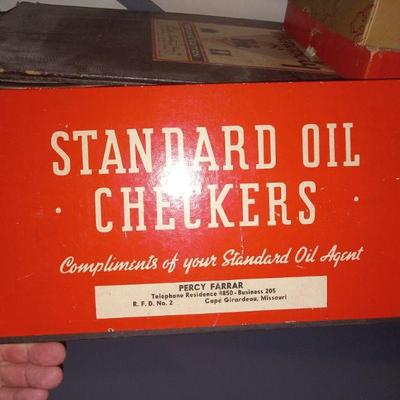 STANDARD OIL
· CHECKERS ·
Compliments of your Standard Oil Agent
PERCY FARRAR
Telephone Residence 4850 - Business 205
R. F. D. No. 2 Cape Girardeau, Missouri